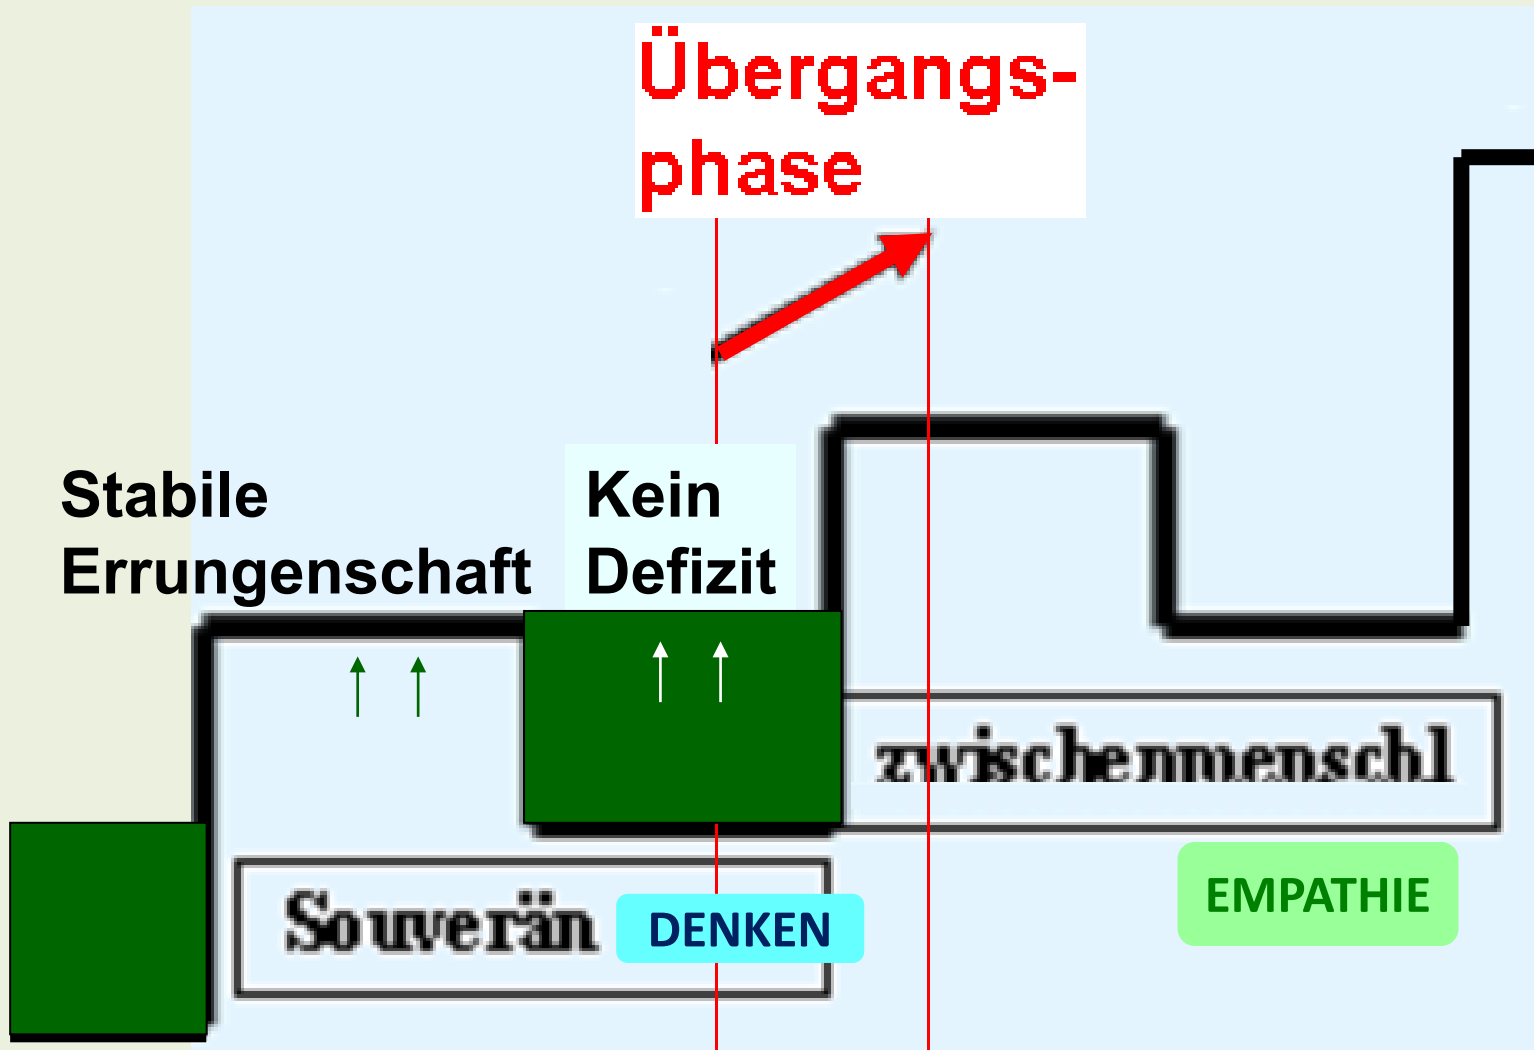 Übergangs-
phase
Stabile
Errungenschaft
Kein
Defizit
zwischenmenschl
EMPATHIE
Souverän
DENKEN